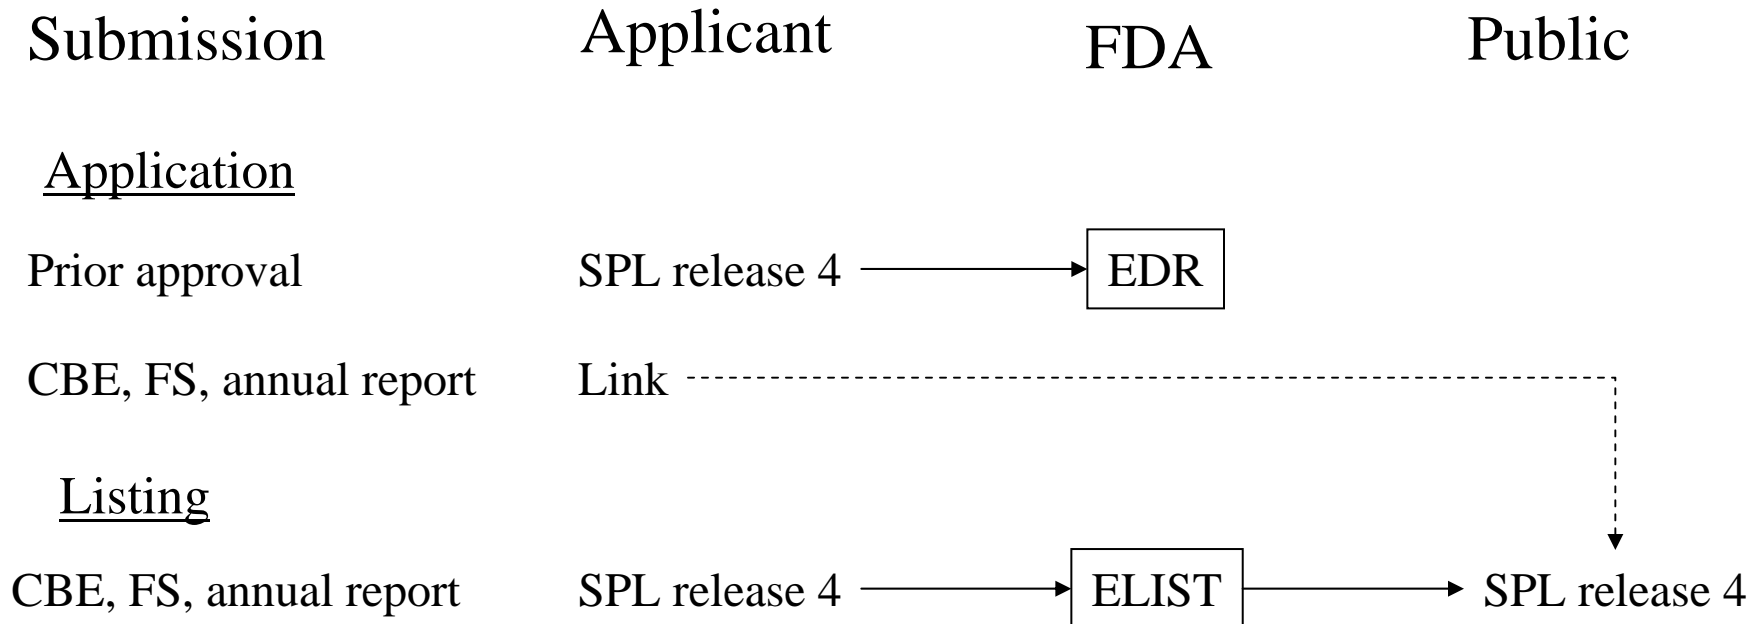 Submission Applicant FDA Public
Application
Prior approval SPL release 4 EDR
CBE, FS, annual report Link
Listing
CBE, FS, annual report SPL release 4 ELIST SPL release 4